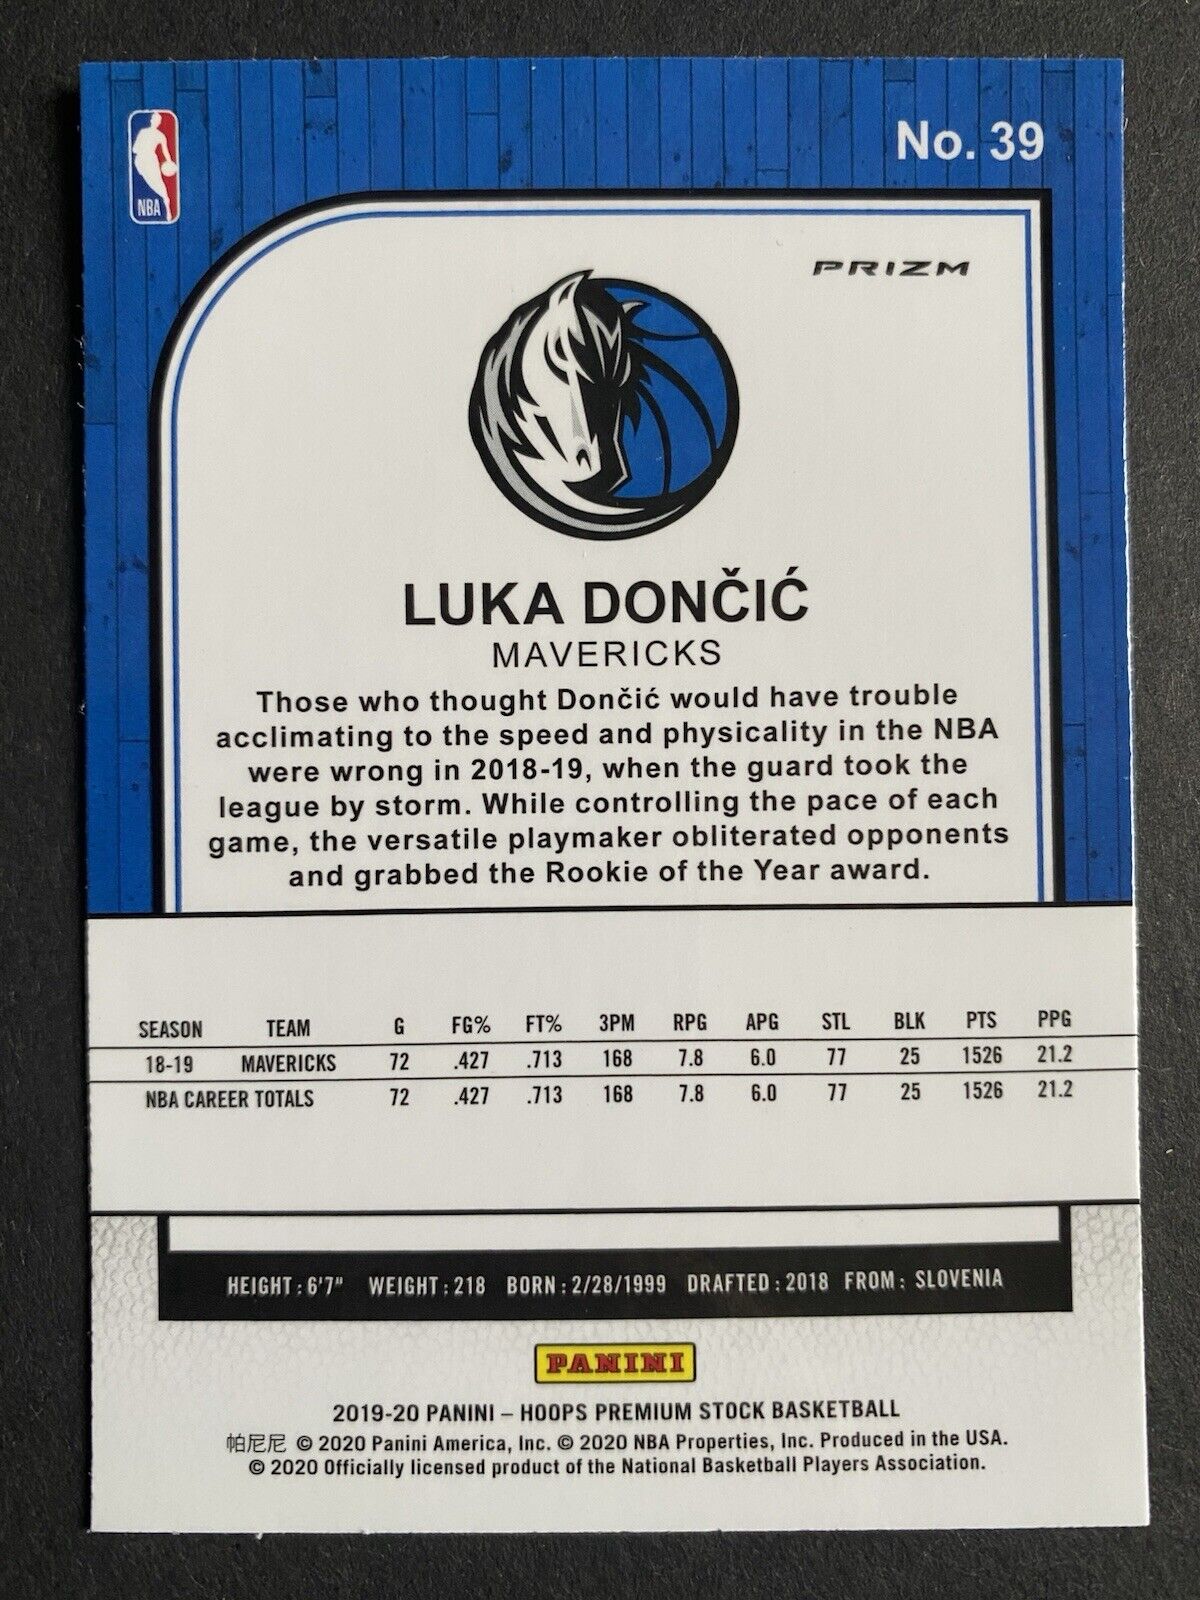 No. 39
NBA
PRIZM
LUKA DONČIĆ
MAVERICKS
Those who thought Dončić would have trouble
acclimating to the speed and physicality in the NBA
were wrong in 2018-19, when the guard took the
league by storm. While controlling the pace of each
game, the versatile playmaker obliterated opponents
and grabbed the Rookie of the Year award.
SEASON TEAM G FG% FT% 3PM RPG APG STL BLK PTS PPG
18-19 MAVERICKS 72 .427 .713 168 7.8 6.0 77 25 1526 21.2
NBA CAREER TOTALS 72 .427 .713 168 7.8 6.0 77 25 1526 21.2
HEIGHT: 6'7" WEIGHT: 218 BORN: 2/28/1999 DRAFTED: 2018 FROM: SLOVENIA
PANINI
2019-20 PANINI – HOOPS PREMIUM STOCK BASKETBALL
帕尼尼 © 2020 Panini America, Inc. © 2020 NBA Properties, Inc. Produced in the USA.
© 2020 Officially licensed product of the National Basketball Players Association.